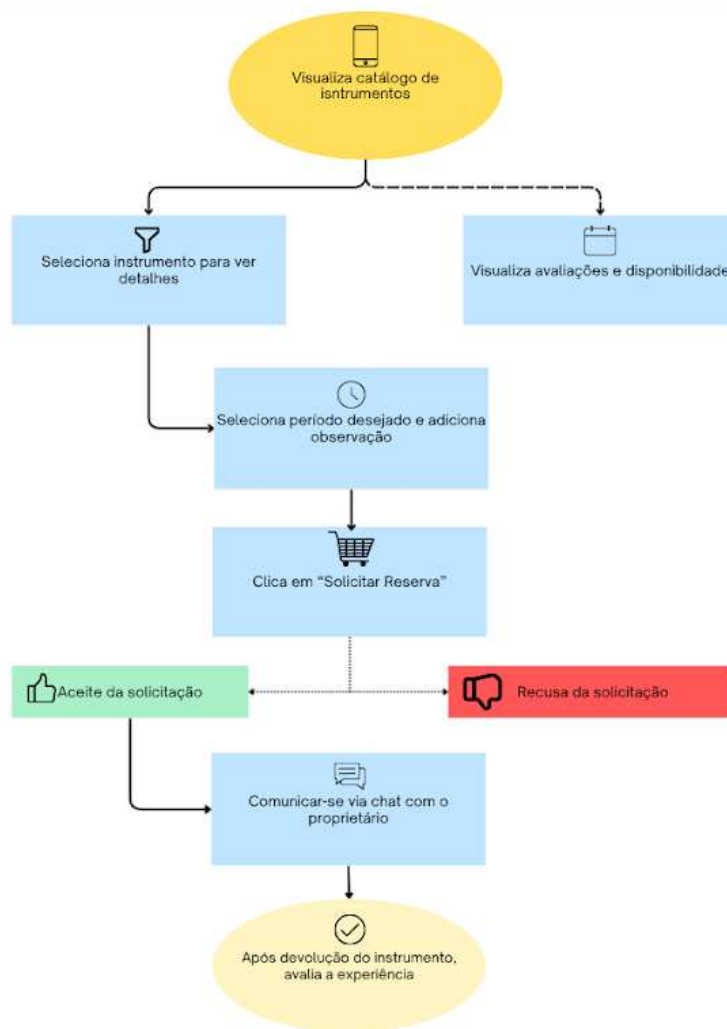 Visualiza catálogo de
isntrumentos
Seleciona instrumento para ver
detalhes
Visualiza avaliações e disponibilidade
Seleciona período desejado e adiciona
observação
Clica em “Solicitar Reserva”
Aceite da solicitação
Recusa da solicitação
Comunicar-se via chat com o
proprietário
Após devolução do instrumento,
avalia a experiência